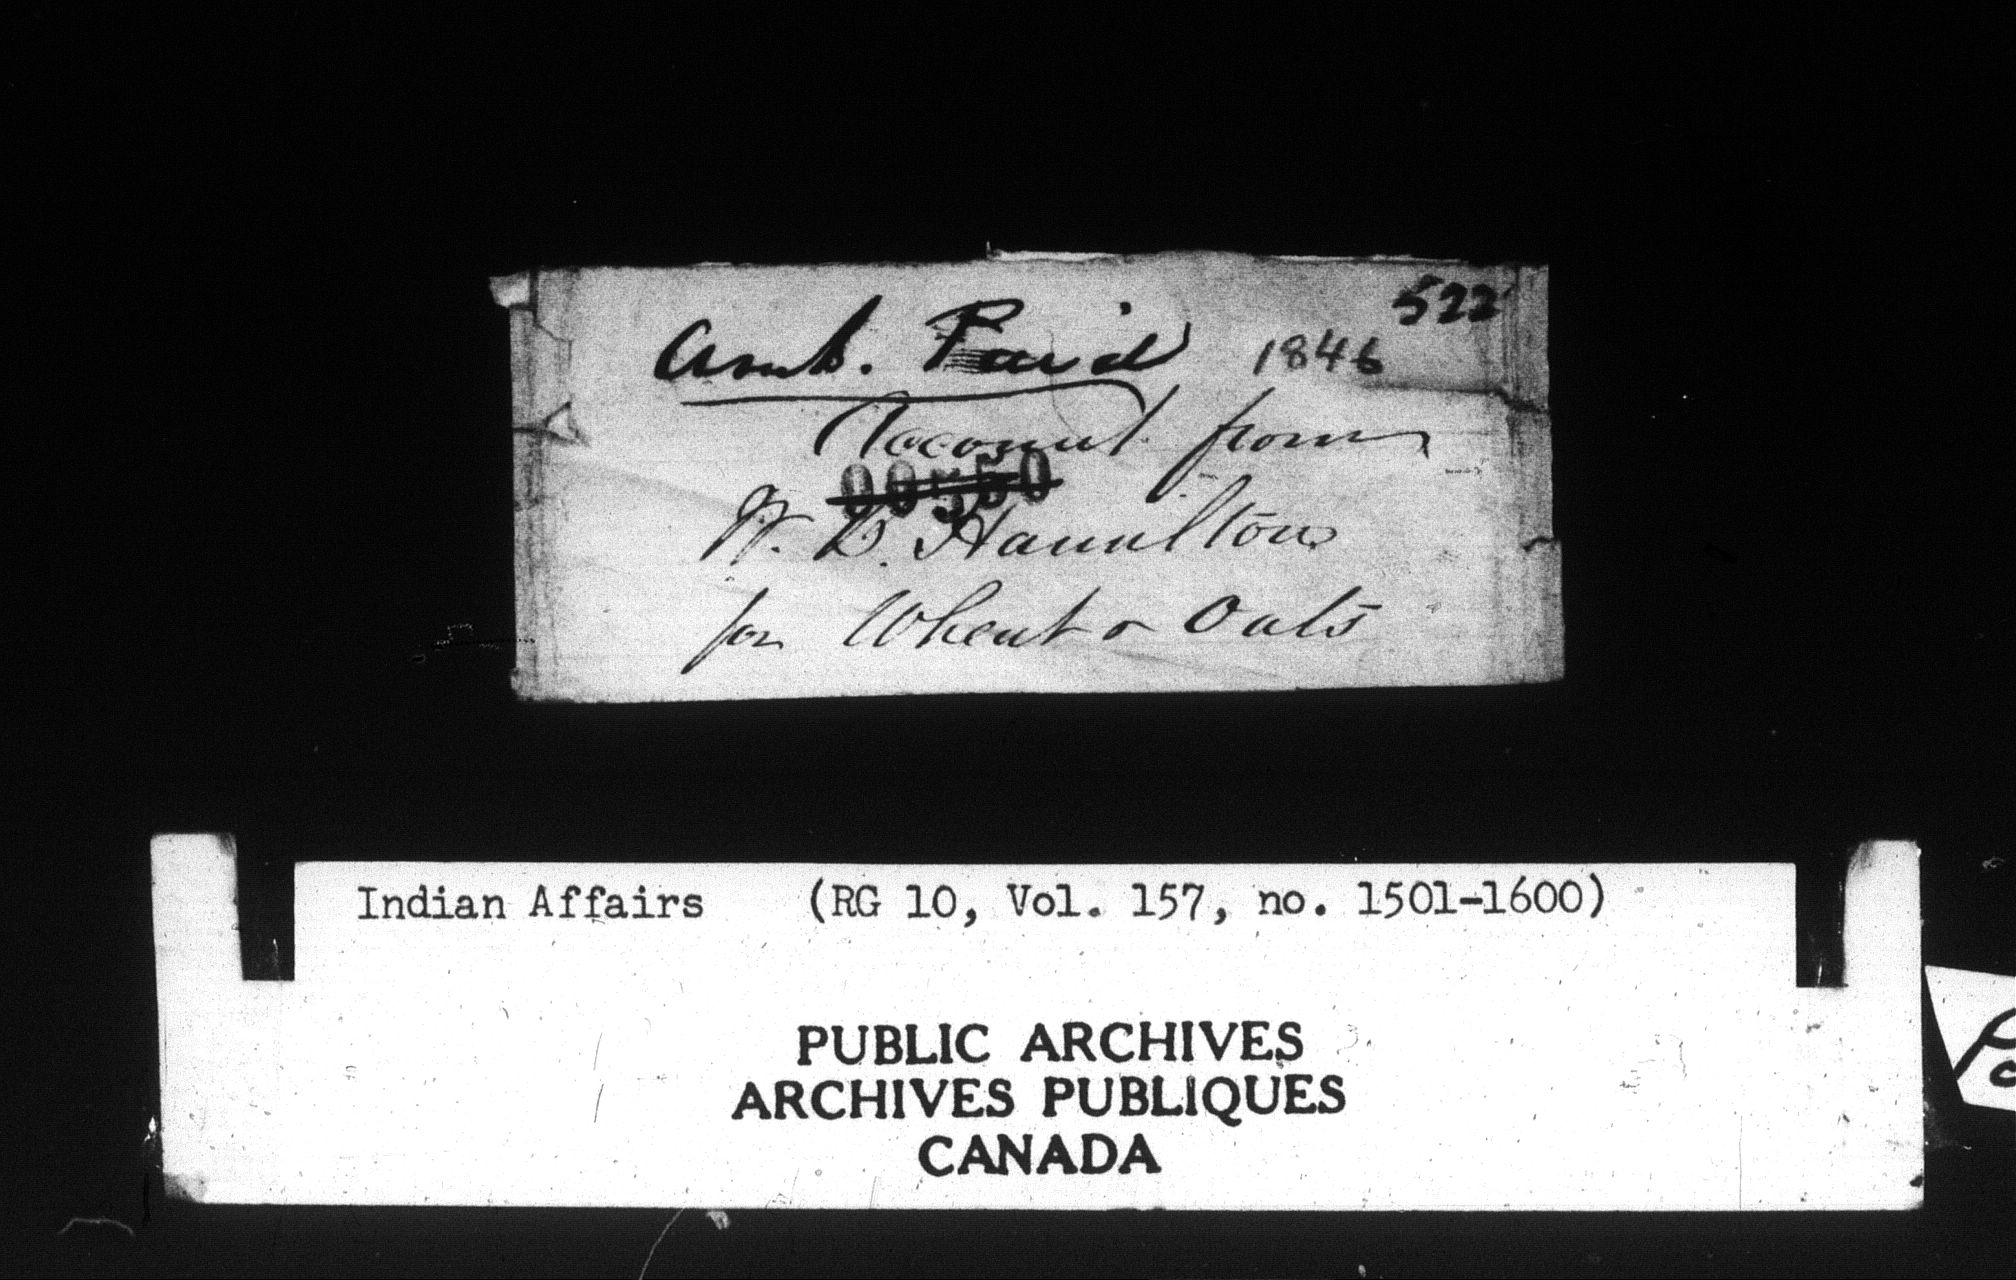 522
Amt. Paid 1846
Account from
00550
W. B. Hamilton
for Wheat & Oats
Indian Affairs (RG 10, Vol. 157, no. 1501-1600)
PUBLIC ARCHIVES
ARCHIVES PUBLIQUES
CANADA